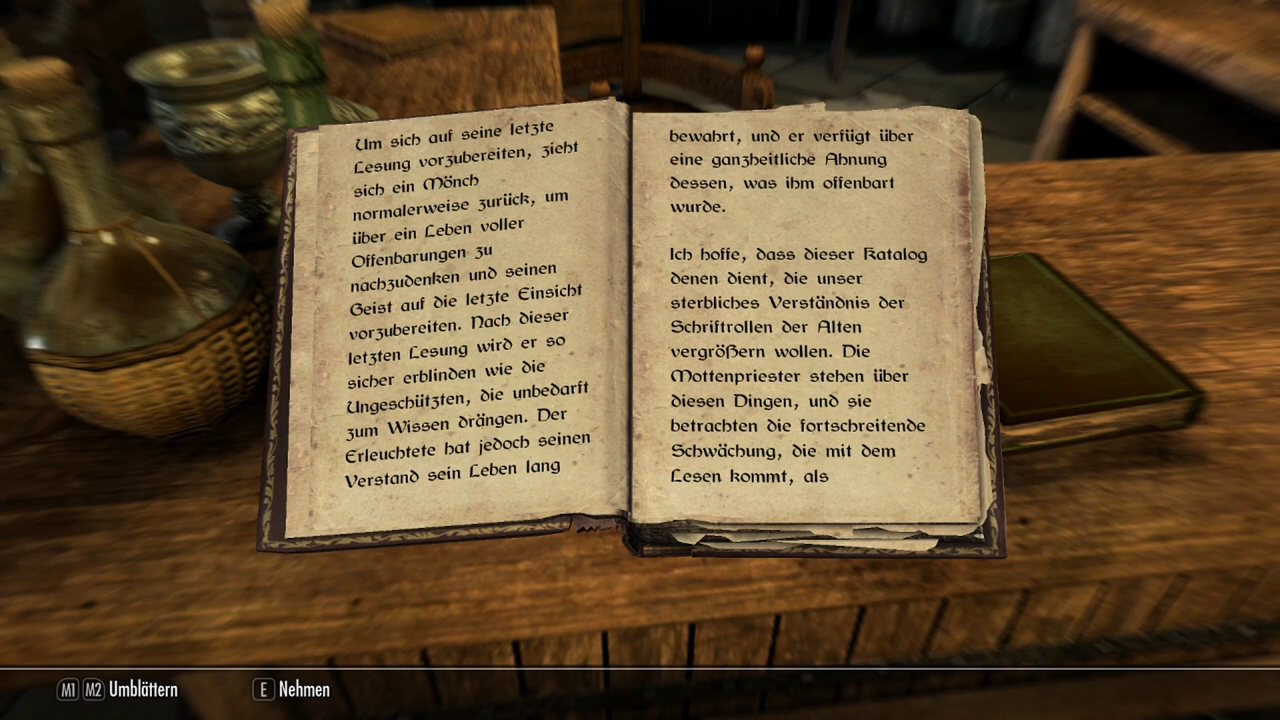 Um sich auf seine letzte
Lesung vorzubereiten, zieht
sich ein Mönch
normalerweise zurück, um
über ein Leben voller
Offenbarungen zu
nachzudenken und seinen
Geist auf die letzte Einsicht
vorzubereiten. Nach dieser
letzten Lesung wird er so
sicher erblinden wie die
Ungeschützten, die unbedarft
zum Wissen drängen. Der
Erleuchtete hat jedoch seinen
Verstand sein Leben lang
bewahrt, und er verfügt über
eine ganzheitliche Ahnung
dessen, was ihm offenbart
wurde.
Ich hoffe, dass dieser Katalog
denen dient, die unser
sterbliches Verständnis der
Schriftrollen der Alten
vergrößern wollen. Die
Mottenpriester stehen über
diesen Dingen, und sie
betrachten die fortschreitende
Schwächung, die mit dem
Lesen kommt, als
M1 M2 Umblättern E Nehmen